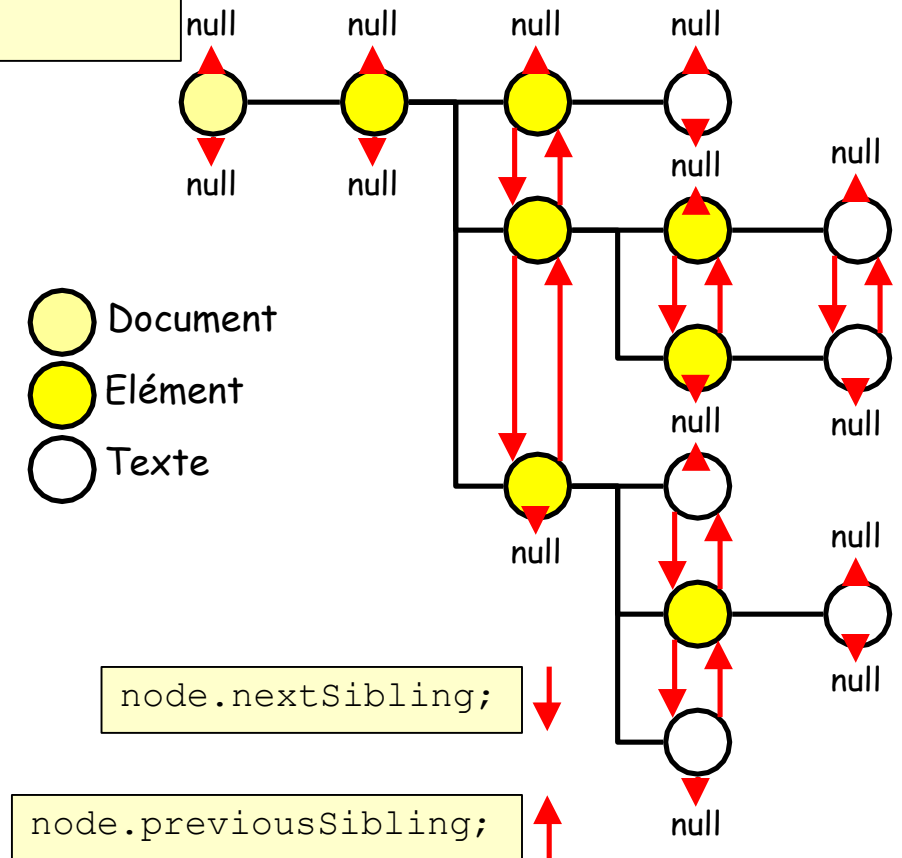 null null null null
null null null null
Document
Elément
Texte
null null
null null
node.nextSibling; null
node.previousSibling; null